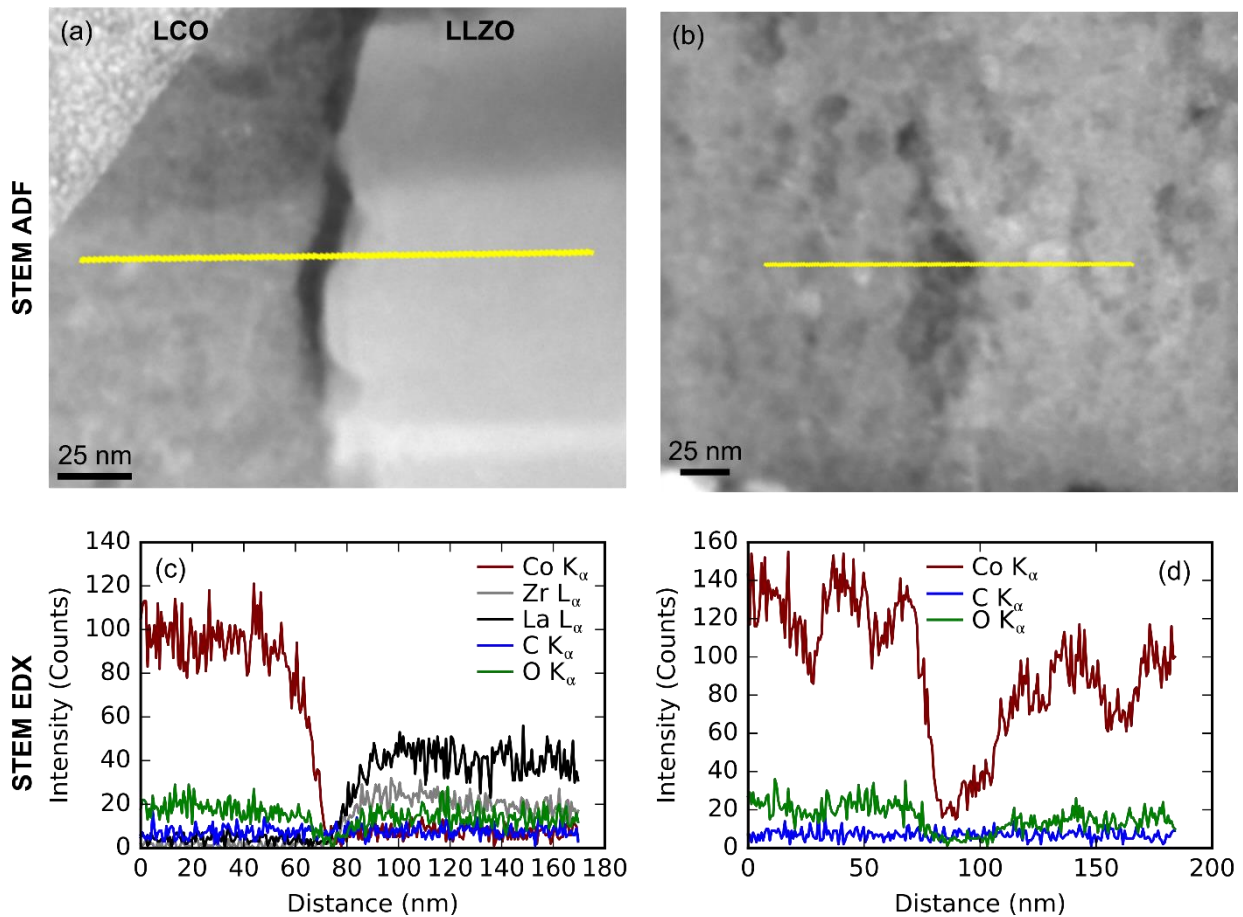 (a) LCO LLZO
25 nm
STEM ADF
(b)
25 nm
STEM EDX
(c)
Co Kα
Zr Lα
La Lα
C Kα
O Kα
Intensity (Counts)
140
120
100
80
60
40
20
0
0 20 40 60 80 100 120 140 160 180
Distance (nm)
(d)
Co Kα
C Kα
O Kα
Intensity (Counts)
160
140
120
100
80
60
40
20
0
0 50 100 150 200
Distance (nm)